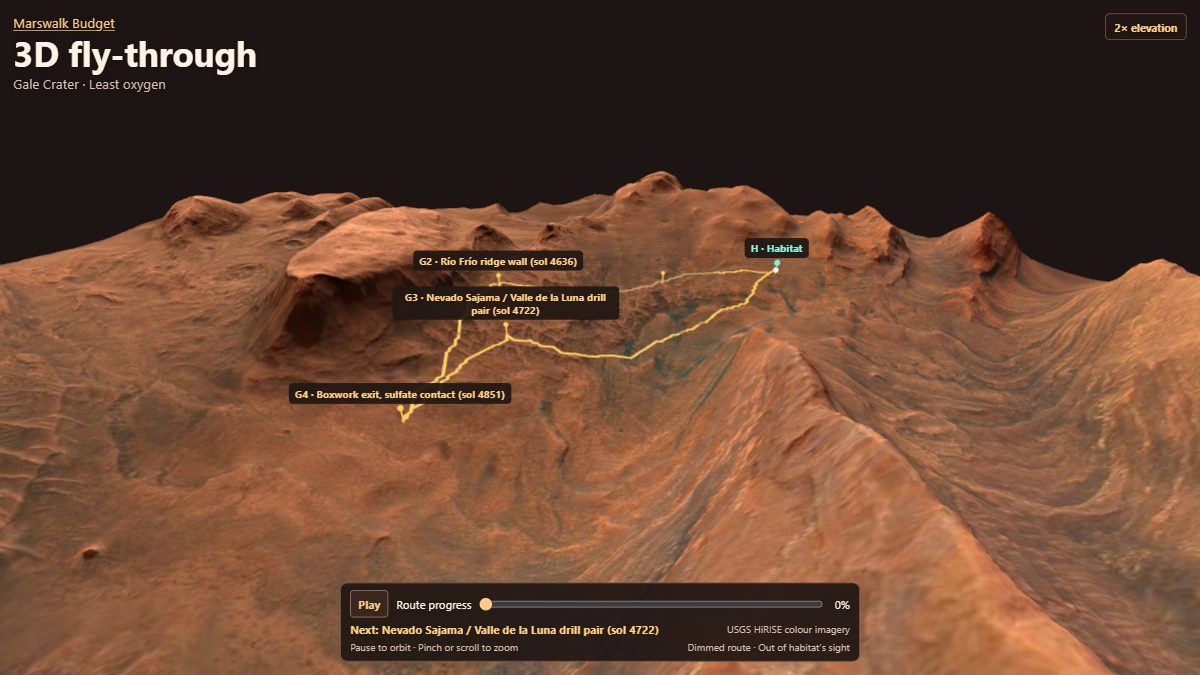 Marswalk Budget
3D fly-through
Gale Crater · Least oxygen
2× elevation
H · Habitat
G2 · Río Frío ridge wall (sol 4636)
G3 · Nevado Sajama / Valle de la Luna drill
pair (sol 4722)
G4 · Boxwork exit, sulfate contact (sol 4851)
Play
Route progress
0%
Next: Nevado Sajama / Valle de la Luna drill pair (sol 4722)
USGS HiRISE colour imagery
Pause to orbit · Pinch or scroll to zoom
Dimmed route · Out of habitat's sight